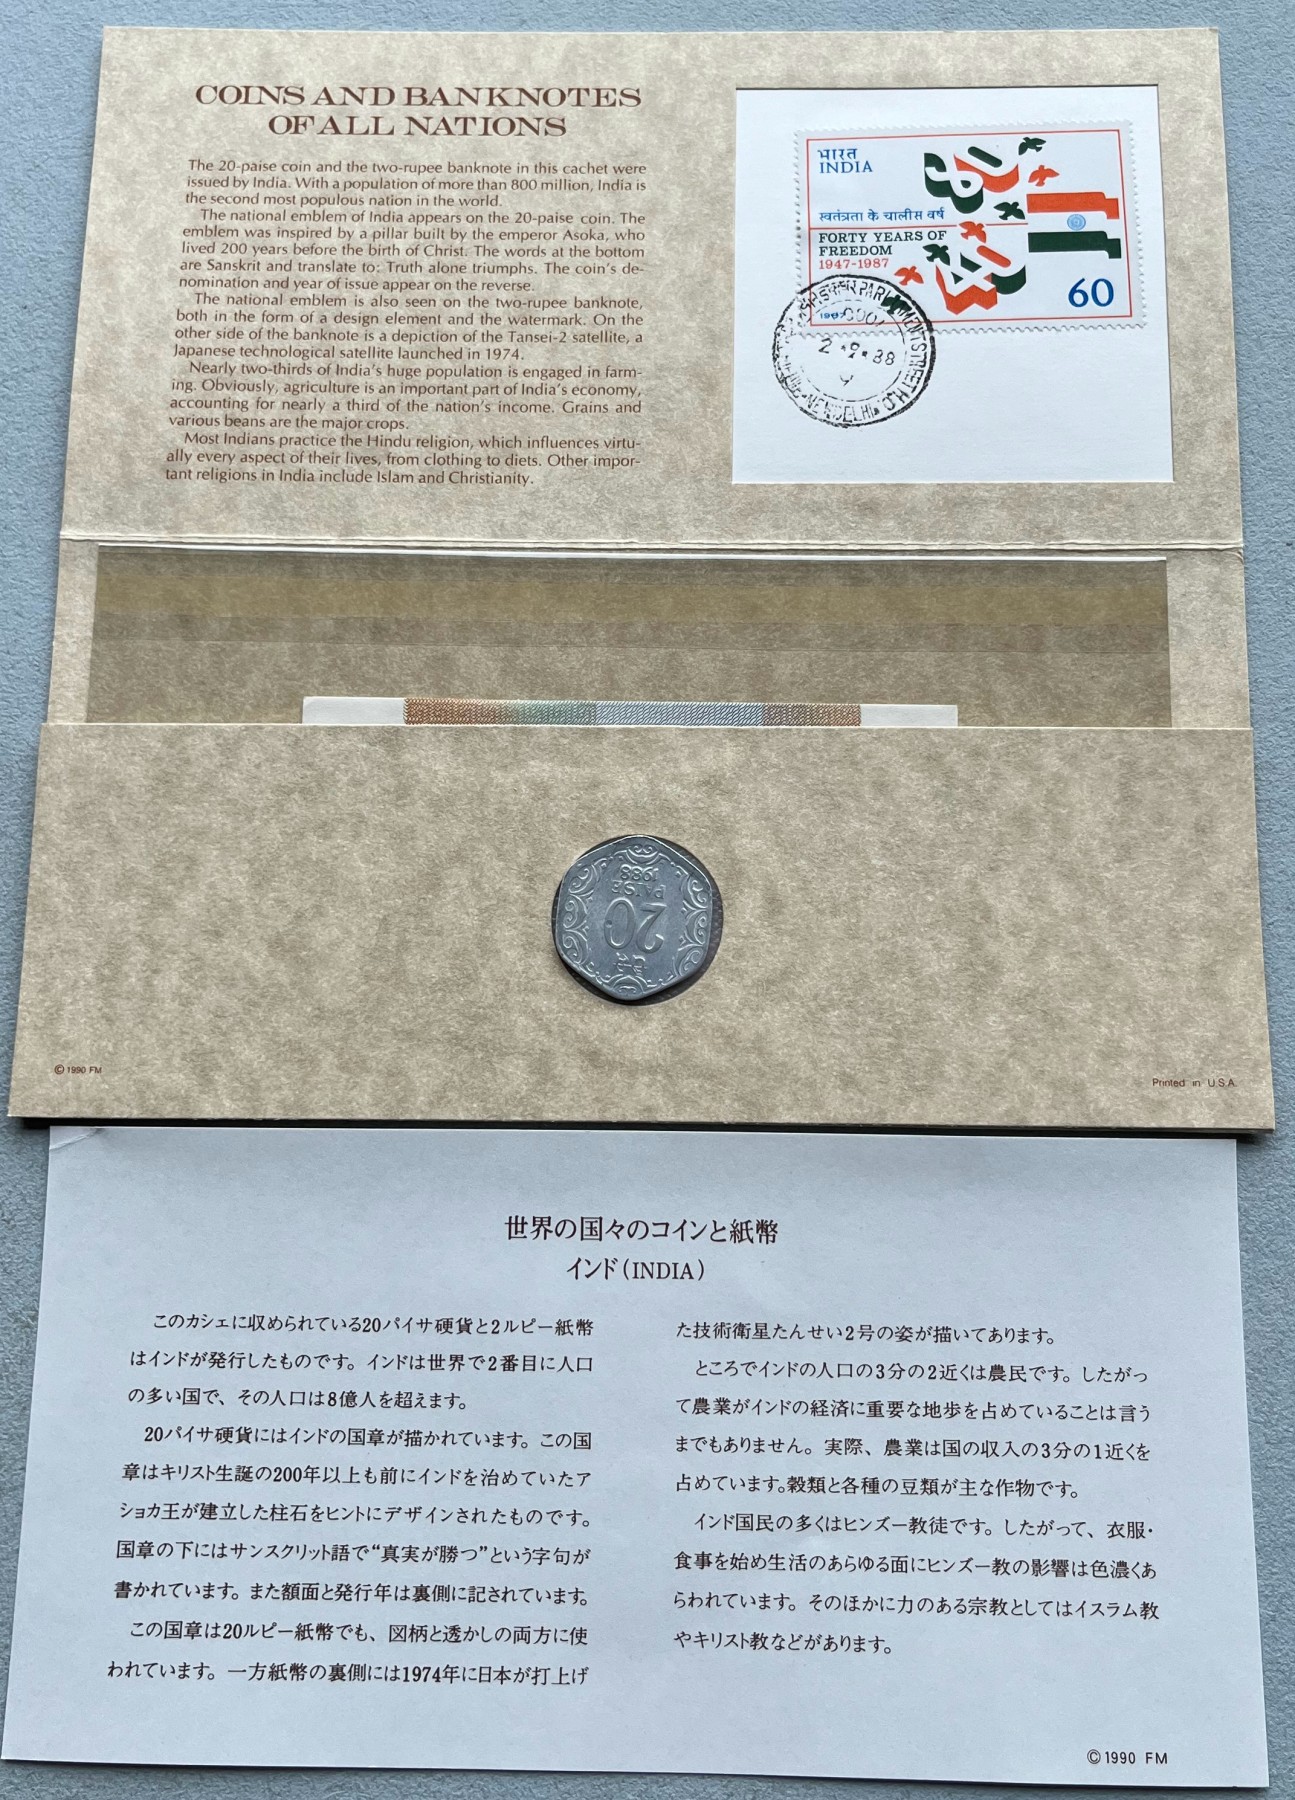 COINS AND BANKNOTES
OF ALL NATIONS
The 20-paise coin and the two-rupee banknote in this cachet were
issued by India. With a population of more than 800 million, India is
the second most populous nation in the world.
The national emblem of India appears on the 20-paise coin. The
emblem was inspired by a pillar built by the emperor Asoka, who
lived 200 years before the birth of Christ. The words at the bottom
are Sanskrit and translate to: Truth alone triumphs. The coin's de-
nomination and year of issue appear on the reverse.
The national emblem is also seen on the two-rupee banknote,
both in the form of a design element and the watermark. On the
other side of the banknote is a depiction of the Tansei-2 satellite, a
Japanese technological satellite launched in 1974.
Nearly two-thirds of India's huge population is engaged in farm-
ing. Obviously, agriculture is an important part of India's economy,
accounting for nearly a third of the nation's income. Grains and
various beans are the major crops.
Most Indians practice the Hindu religion, which influences virtu-
ally every aspect of their lives, from clothing to diets. Other impor-
tant religions in India include Islam and Christianity.
भारत
INDIA
स्वतंत्रता के चालीस वर्ष
FORTY YEARS OF
FREEDOM
1947-1987
60
1987
PARLIAMENT STREET H.O.
NEW DELHI
2 •9• 88
1988
PAISE
20
पैसे
© 1990 FM
Printed in U.S.A.
世界の国々のコインと紙幣
インド(INDIA)
このカシェに収められている20パイサ硬貨と2ルピー紙幣
はインドが発行したものです。インドは世界で2番目に人口
の多い国で、その人口は8億人を超えます。
20パイサ硬貨にはインドの国章が描かれています。この国
章はキリスト生誕の200年以上も前にインドを治めていたア
ショカ王が建立した柱石をヒントにデザインされたものです。
国章の下にはサンスクリット語で“真実が勝つ”という字句が
書かれています。また額面と発行年は裏側に記されています。
この国章は20ルピー紙幣でも、図柄と透かしの両方に使
われています。一方紙幣の裏側には1974年に日本が打上げ
た技術衛星たんせい2号の姿が描いてあります。
ところでインドの人口の3分の2近くは農民です。したがっ
て農業がインドの経済に重要な地歩を占めていることは言う
までもありません。実際、農業は国の収入の3分の1近くを
占めています。穀類と各種の豆類が主な作物です。
インド国民の多くはヒンズー教徒です。したがって、衣服・
食事を始め生活のあらゆる面にヒンズー教の影響は色濃くあ
らわれています。そのほかに力のある宗教としてはイスラム教
やキリスト教などがあります。
© 1990 FM